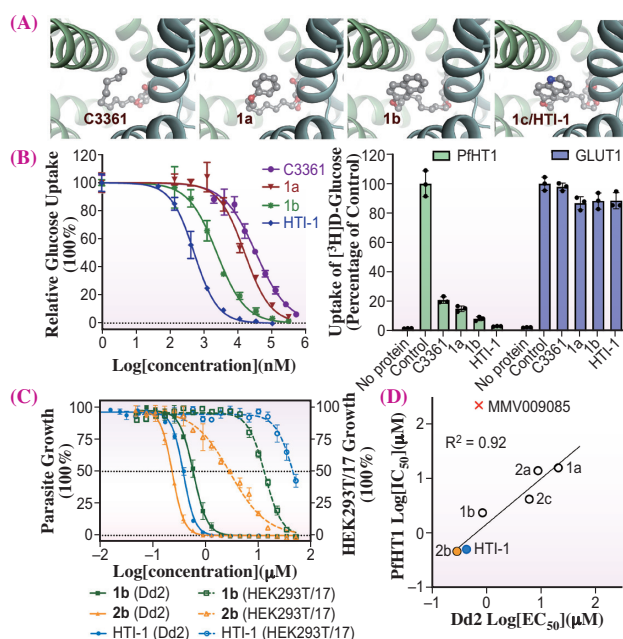 (A)
C3361
1a
1b
1c/HTI-1
(B)
Relative Glucose Uptake
(100%)
120
100
80
60
40
20
0
C3361
1a
1b
HTI-1
0
1
2
3
4
5
6
Log[concentration](nM)
Uptake of [³H]D-Glucose
(Percentage of Control)
PfHT1
GLUT1
120
100
80
60
40
20
0
No protein
Control
C3361
1a
1b
HTI-1
No protein
Control
C3361
1a
1b
HTI-1
(C)
Parasite Growth
(100%)
100
75
50
25
0
100
50
0
HEK293T/17 Growth
(100%)
−2
−1
0
1
2
Log[concentration](μM)
1b (Dd2)
1b (HEK293T/17)
2b (Dd2)
2b (HEK293T/17)
HTI-1 (Dd2)
HTI-1 (HEK293T/17)
(D)
MMV009085
R² = 0.92
PfHT1 Log[IC₅₀](μM)
2
1
0
−1
2a
1a
2c
1b
2b
HTI-1
−1
0
1
2
Dd2 Log[EC₅₀](μM)